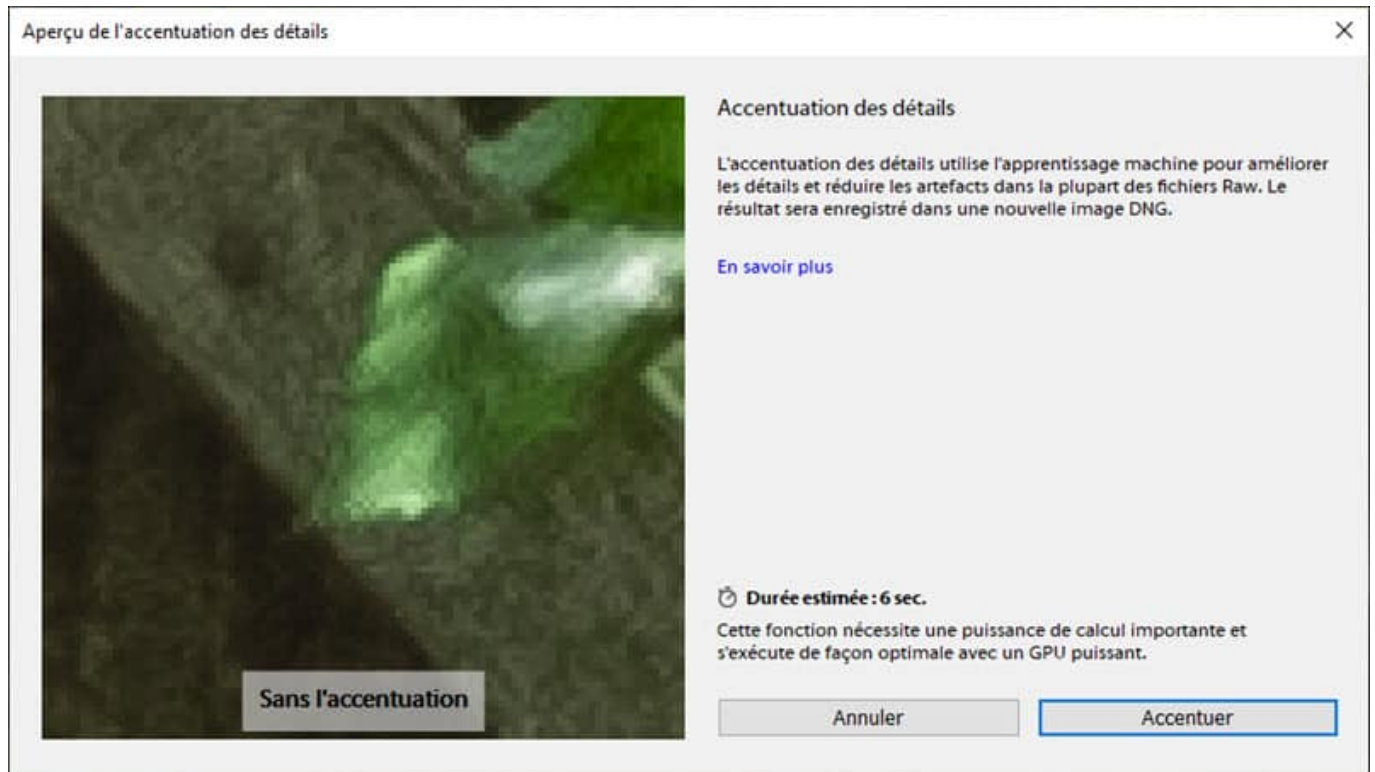 Aperçu de l'accentuation des détails
Accentuation des détails
L'accentuation des détails utilise l'apprentissage machine pour améliorer
les détails et réduire les artefacts dans la plupart des fichiers Raw. Le
résultat sera enregistré dans une nouvelle image DNG.
En savoir plus
Durée estimée : 6 sec.
Cette fonction nécessite une puissance de calcul importante et
s'exécute de façon optimale avec un GPU puissant.
Sans l'accentuation
Annuler
Accentuer